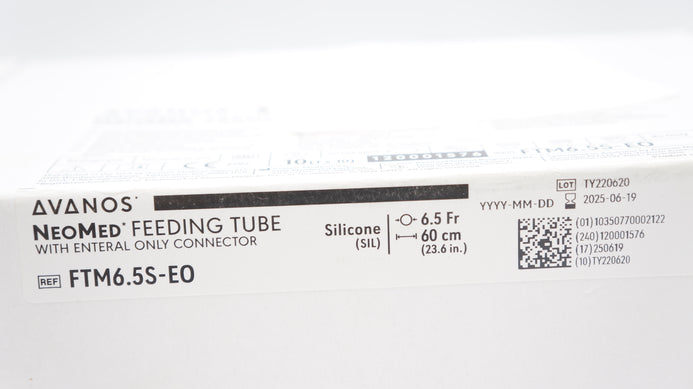 10 (1 x 10)
120001576
FTM6.5S-EO
AVANOS*
NEOMED* FEEDING TUBE
WITH ENTERAL ONLY CONNECTOR
REF FTM6.5S-EO
Silicone
(SIL)
6.5 Fr
60 cm
(23.6 in.)
YYYY-MM-DD
LOT TY220620
2025-06-19
(01)10350770002122
(240)120001576
(17)250619
(10)TY220620